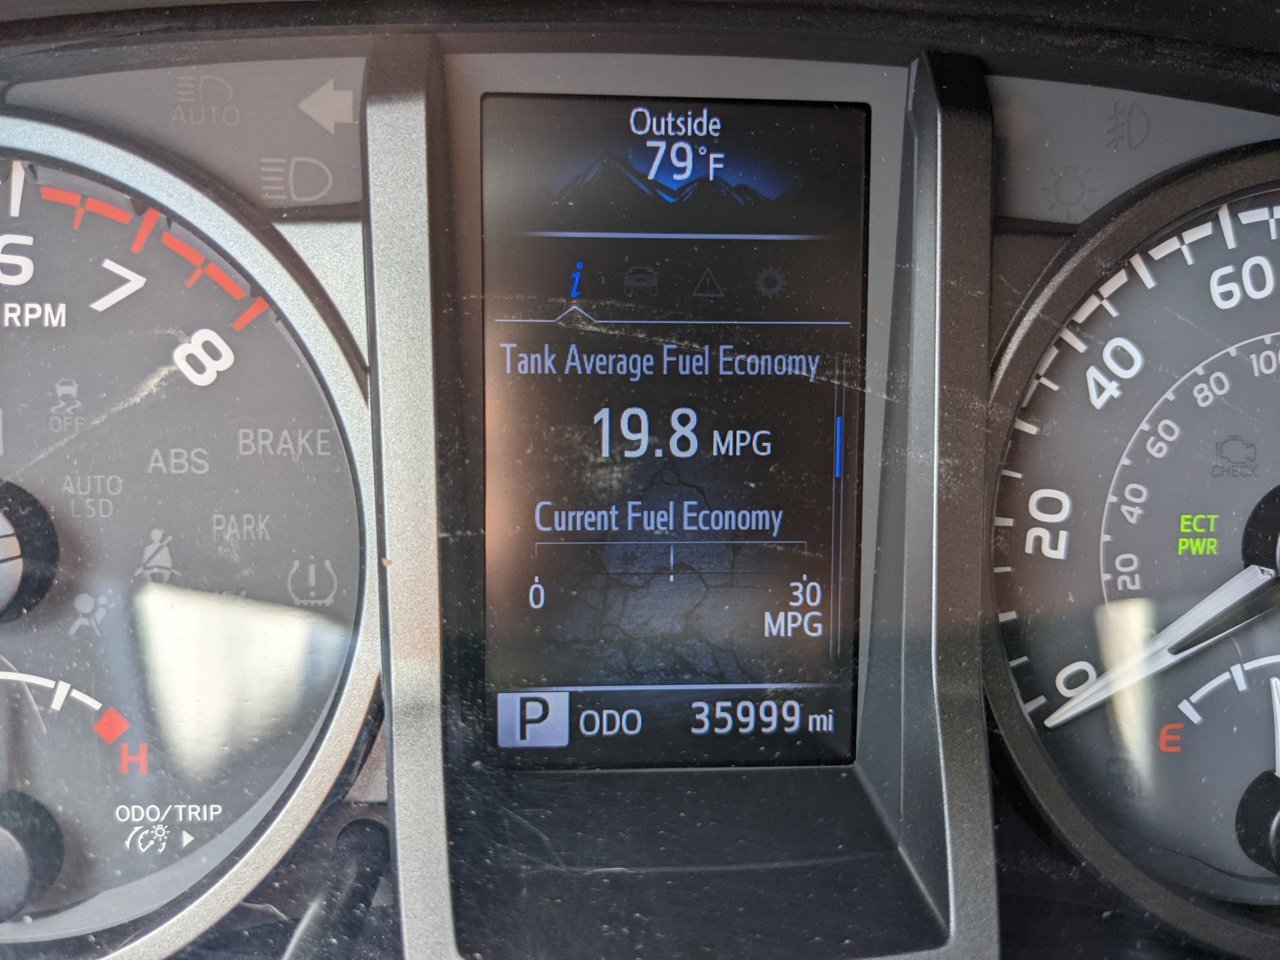 Outside
79°F
i
Tank Average Fuel Economy
19.8 MPG
Current Fuel Economy
0 30
MPG
P ODO 35999 mi
AUTO
6 7 8
RPM
OFF
ABS BRAKE
AUTO
LSD
PARK
H
ODO/TRIP
0 20 40 60
20 40 60 80 100
CHECK
ECT
PWR
E